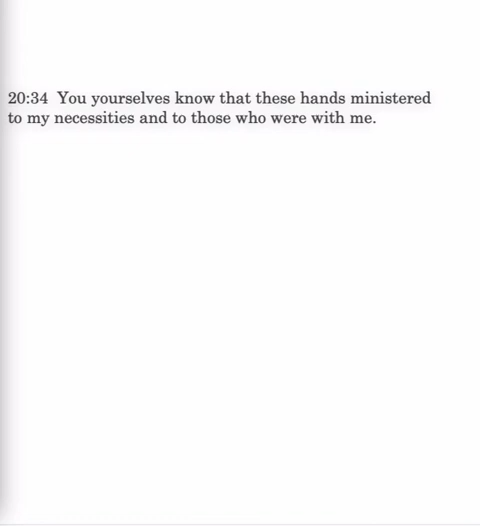 20:34 You yourselves know that these hands ministered
to my necessities and to those who were with me.